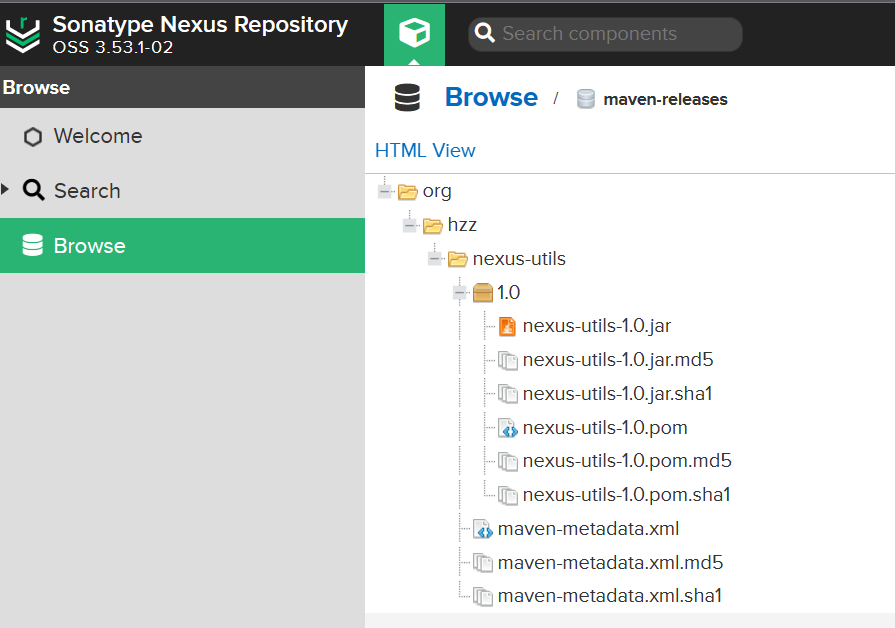 Sonatype Nexus Repository
OSS 3.53.1-02
Search components
Browse
Welcome
Search
Browse
Browse / maven-releases
HTML View
org
hzz
nexus-utils
1.0
nexus-utils-1.0.jar
nexus-utils-1.0.jar.md5
nexus-utils-1.0.jar.sha1
nexus-utils-1.0.pom
nexus-utils-1.0.pom.md5
nexus-utils-1.0.pom.sha1
maven-metadata.xml
maven-metadata.xml.md5
maven-metadata.xml.sha1